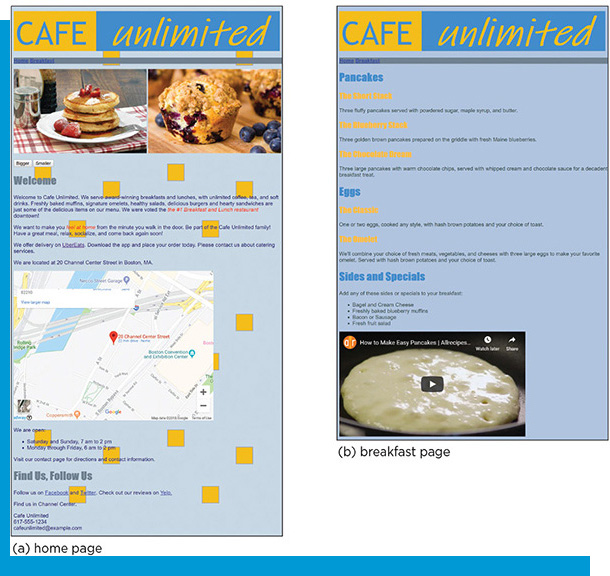 CAFE unlimited
Home Breakfast
Bigger Smaller
Welcome
Welcome to Cafe Unlimited. We serve award-winning breakfasts and lunches, with unlimited coffee, tea, and soft
drinks. Freshly baked muffins, signature omelets, healthy salads, delicious burgers and hearty sandwiches are
just some of the delicious items on our menu. We were voted the #1 Breakfast and Lunch restaurant
downtown!
We want to make you feel at home from the minute you walk in the door. Be part of the Cafe Unlimited family!
Have a great meal, relax, socialize, and come back again soon!
We offer delivery on UberEats. Download the app and place your order today. Please contact us about catering
services.
We are located at 20 Channel Center Street in Boston, MA.
Necco Street Garage
02210
View larger map
20 Channel Center Street
Boston Convention
and Exhibition Center
Coppersmith
Google
Map data ©2018 Google Terms of Use
We are open:
Saturday and Sunday, 7 am to 2 pm
Monday through Friday, 6 am to 2 pm
Visit our contact page for directions and contact information.
Find Us, Follow Us
Follow us on Facebook and Twitter. Check out our reviews on Yelp.
Find us in Channel Center.
Cafe Unlimited
617-555-1234
cafeunlimited@example.com
(a) home page
CAFE unlimited
Home Breakfast
Pancakes
Three fluffy pancakes served with powdered sugar, maple syrup, and butter.
Three golden brown pancakes prepared on the griddle with fresh Maine blueberries.
Three large pancakes with warm chocolate chips, served with whipped cream and chocolate sauce for a decadent
breakfast treat.
Eggs
One or two eggs, cooked any style, with hash brown potatoes and your choice of toast.
We'll combine your choice of fresh meats, vegetables, and cheeses with three large eggs to make your favorite
omelet. Served with hash brown potatoes and your choice of toast.
Sides and Specials
Add any of these sides or specials to your breakfast:
Bagel and Cream Cheese
Freshly baked blueberry muffins
Bacon or Sausage
Fresh fruit salad
How to Make Easy Pancakes | Allrecipes...
Watch later
Share
(b) breakfast page